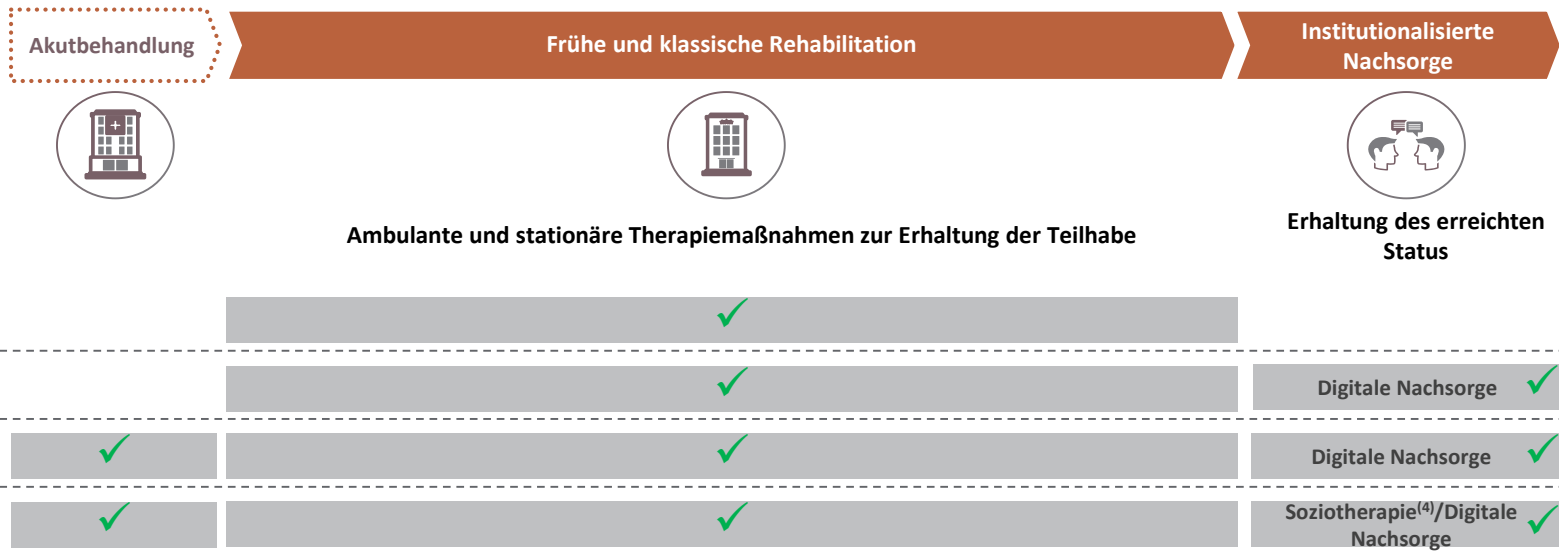 Akutbehandlung
Frühe und klassische Rehabilitation
Institutionalisierte
Nachsorge
Ambulante und stationäre Therapiemaßnahmen zur Erhaltung der Teilhabe
Erhaltung des erreichten
Status
Digitale Nachsorge
Digitale Nachsorge
Soziotherapie(4)/Digitale
Nachsorge